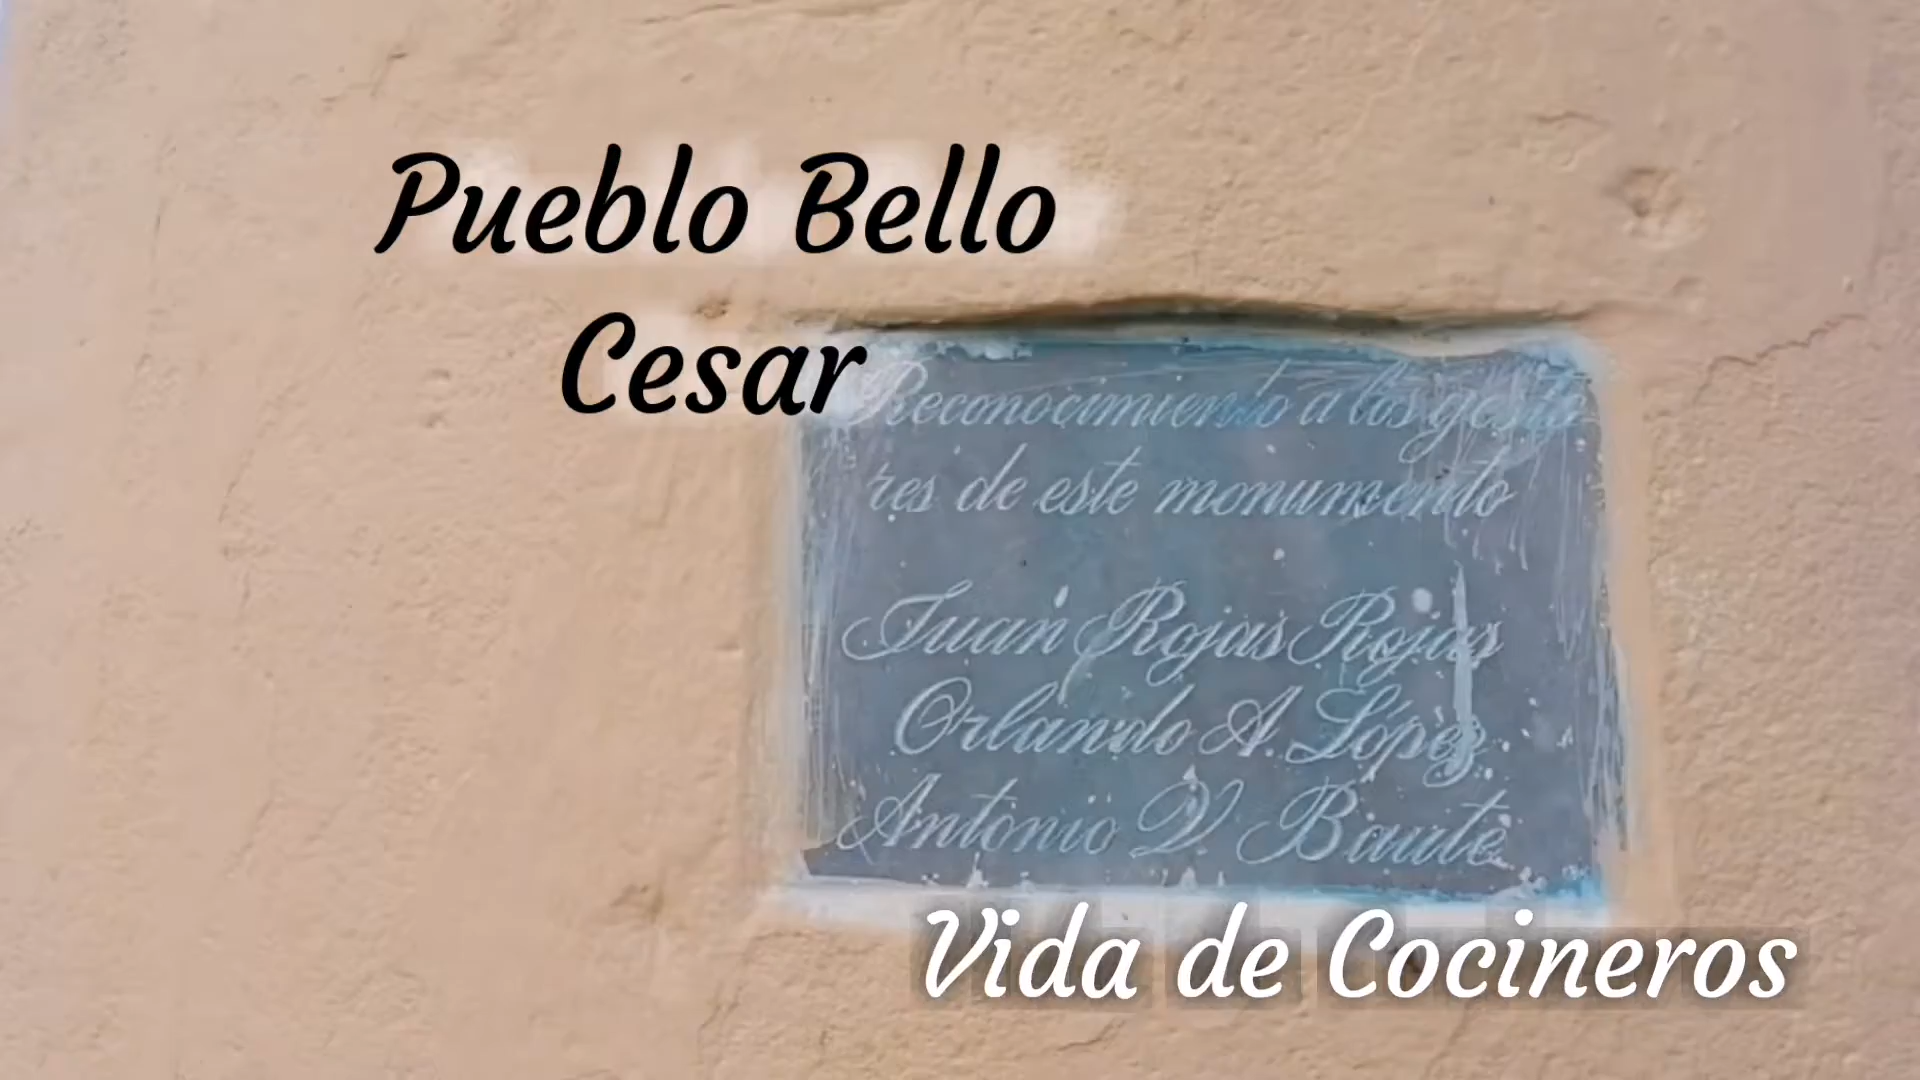 Pueblo Bello
Cesar
Reconocimiento a los gesto
res de este monumento
Juan Rojas Rojas
Orlando A. López
Antonio V. Baute
Vida de Cocineros